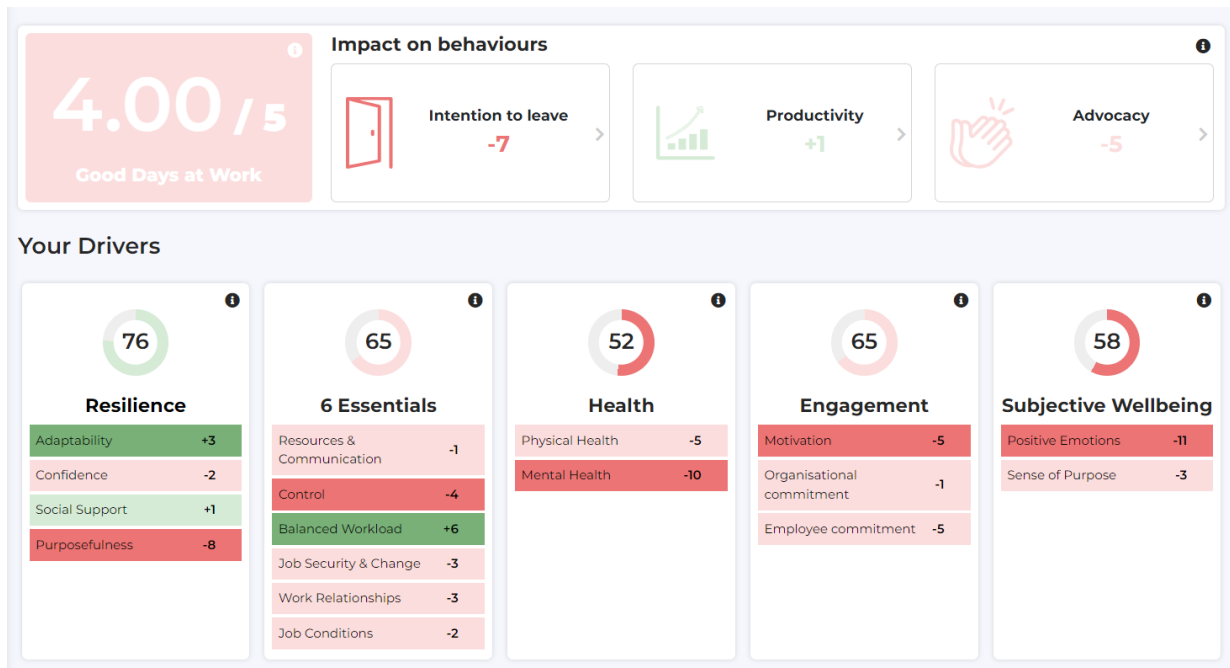 4.00 / 5
Good Days at Work
Impact on behaviours
Intention to leave
-7
Productivity
+1
Advocacy
-5
Your Drivers
76
Resilience
Adaptability +3
Confidence -2
Social Support +1
Purposefulness -8
65
6 Essentials
Resources &
Communication -1
Control -4
Balanced Workload +6
Job Security & Change -3
Work Relationships -3
Job Conditions -2
52
Health
Physical Health -5
Mental Health -10
65
Engagement
Motivation -5
Organisational
commitment -1
Employee commitment -5
58
Subjective Wellbeing
Positive Emotions -11
Sense of Purpose -3